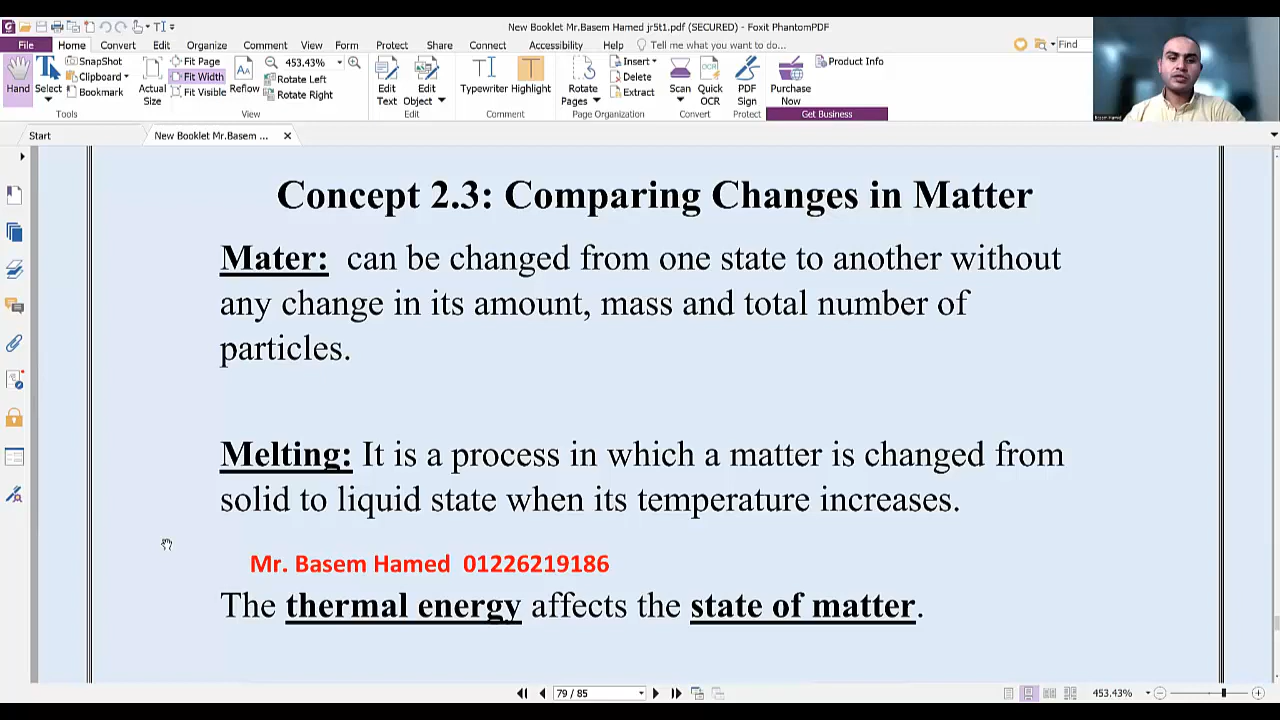 New Booklet Mr.Basem Hamed jr5t1.pdf (SECURED) - Foxit PhantomPDF
File Home Convert Edit Organize Comment View Form Protect Share Connect Accessibility Help Tell me what you want to do... Find
Hand
Select
SnapShot
Clipboard
Bookmark
Tools
Actual Size
Fit Page
Fit Width
Fit Visible
Reflow
453.43%
Rotate Left
Rotate Right
View
Edit Text
Edit Object
Edit
Typewriter
Highlight
Comment
Rotate Pages
Insert
Delete
Extract
Page Organization
Scan
Quick OCR
Convert
PDF Sign
Protect
Purchase Now
Product Info
Get Business
Basem Hamed
Start New Booklet Mr.Basem ...
Concept 2.3: Comparing Changes in Matter
Mater: can be changed from one state to another without
any change in its amount, mass and total number of
particles.
Melting: It is a process in which a matter is changed from
solid to liquid state when its temperature increases.
Mr. Basem Hamed 01226219186
The thermal energy affects the state of matter.
79 / 85 453.43%